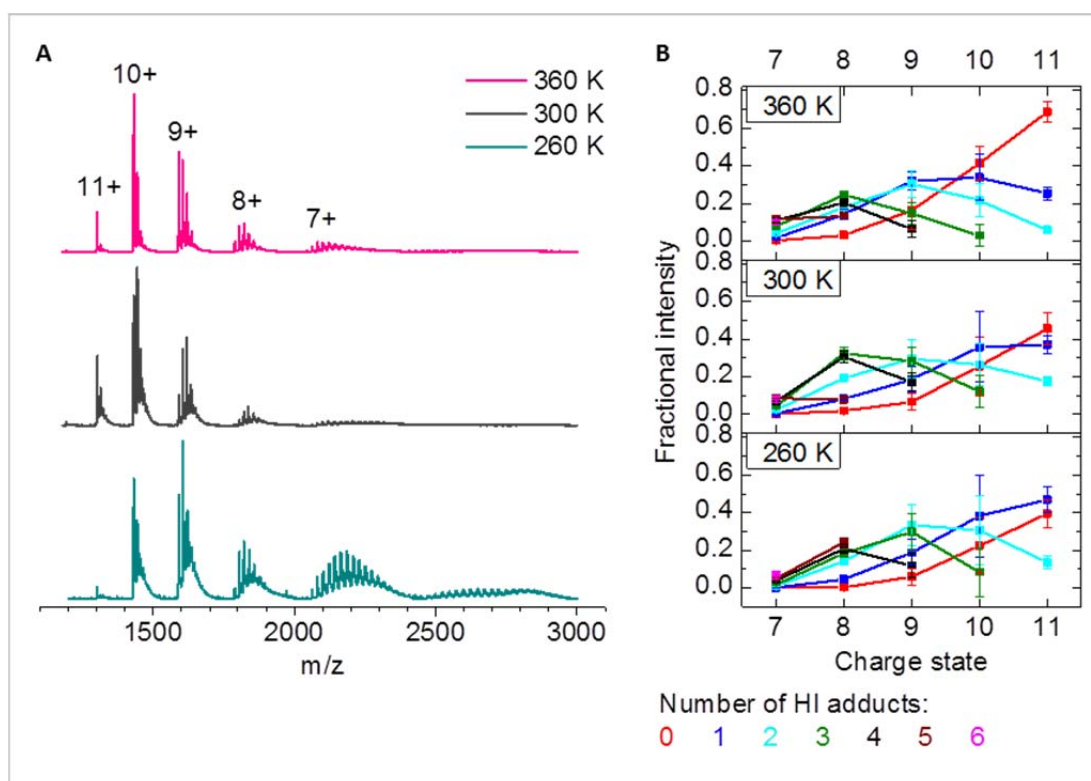 A
10+
9+
11+
8+
7+
360 K
300 K
260 K
1500 2000 2500 3000
m/z
B
7 8 9 10 11
0.8
0.6
0.4
0.2
0.0
360 K
0.8
0.6
0.4
0.2
0.0
300 K
0.8
0.6
0.4
0.2
0.0
260 K
Fractional intensity
7 8 9 10 11
Charge state
Number of HI adducts:
0 1 2 3 4 5 6